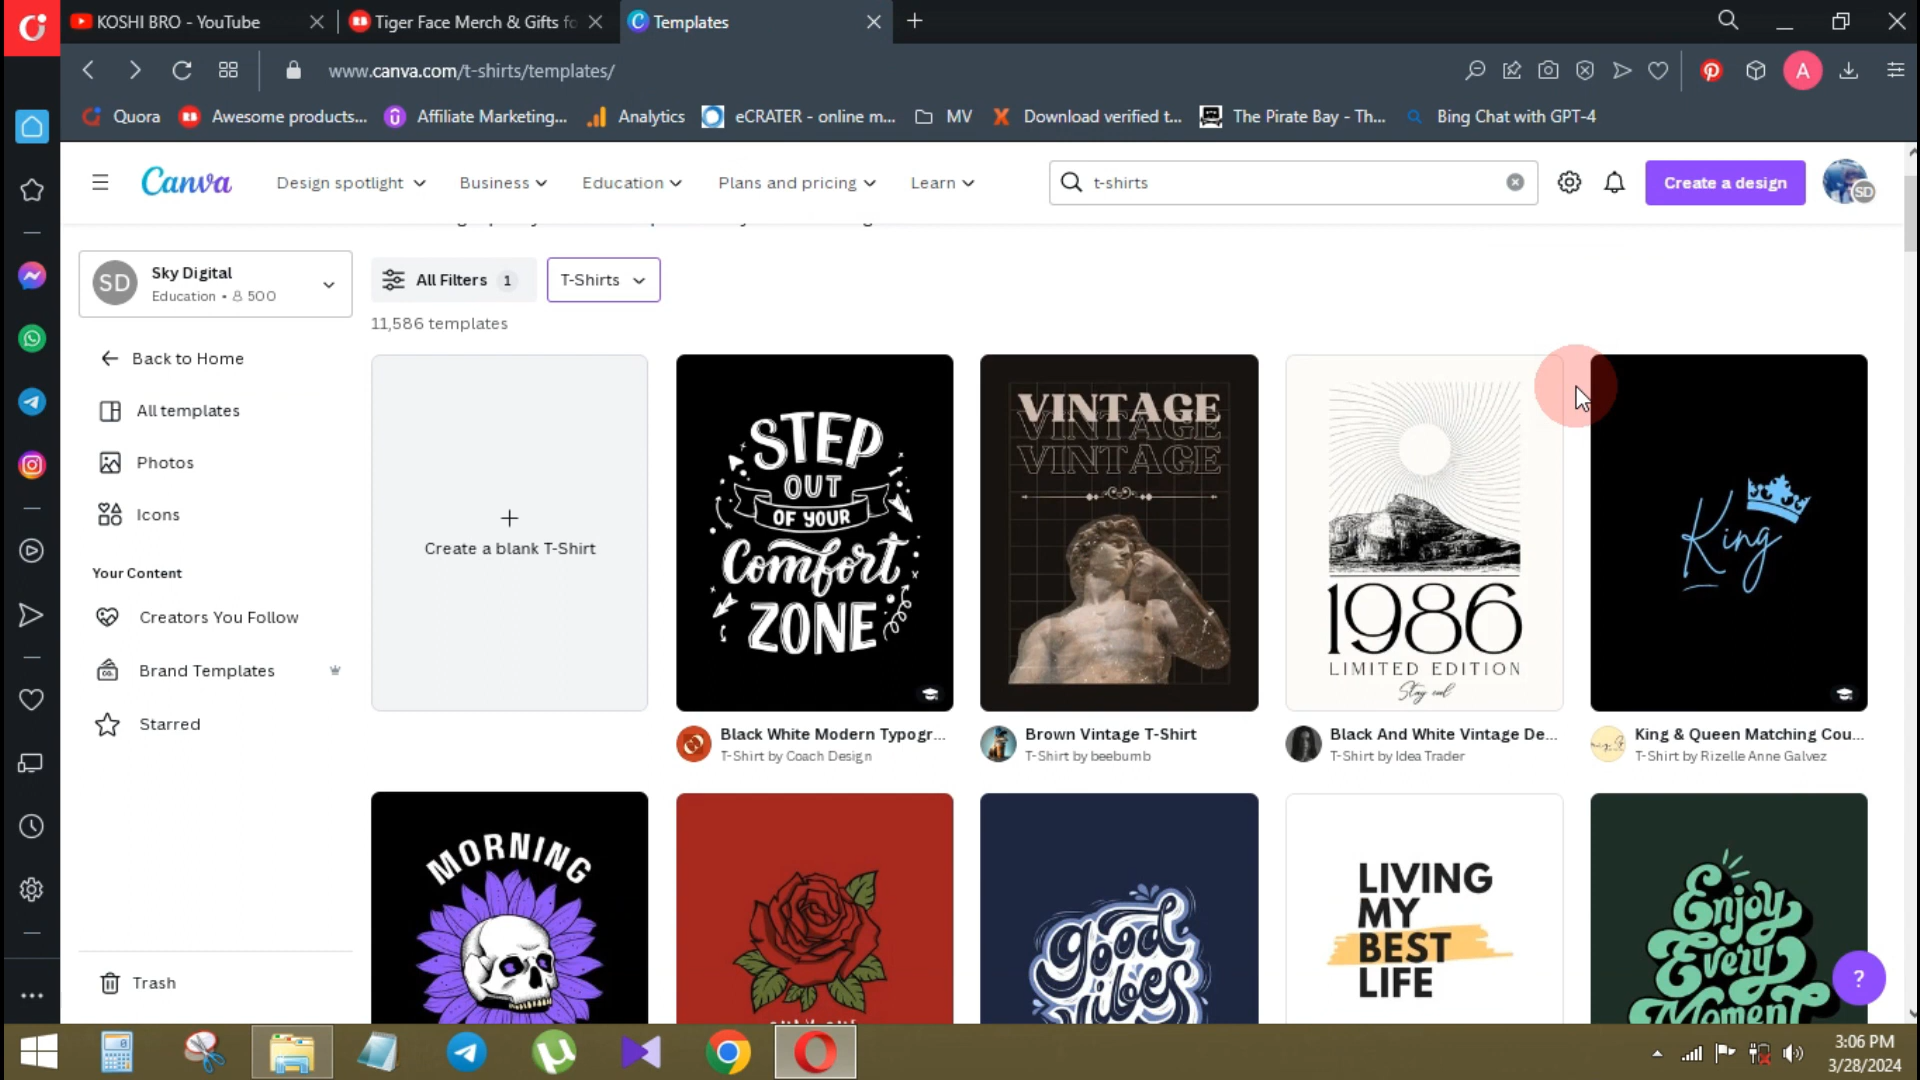 KOSHI BRO - YouTube
Tiger Face Merch & Gifts fo
Templates
www.canva.com/t-shirts/templates/
A
Quora
Awesome products...
Affiliate Marketing...
Analytics
eCRATER - online m...
MV
Download verified t...
The Pirate Bay - Th...
Bing Chat with GPT-4
Canva
Design spotlight
Business
Education
Plans and pricing
Learn
t-shirts
Create a design
SD
SD
Sky Digital
Education • 500
All Filters 1
T-Shirts
11,586 templates
Back to Home
All templates
Photos
Icons
Your Content
Creators You Follow
Brand Templates
Starred
Trash
+
Create a blank T-Shirt
STEP
OUT
OF YOUR
Comfort
ZONE
Black White Modern Typogr...
T-Shirt by Coach Design
VINTAGE
VINTAGE
VINTAGE
Brown Vintage T-Shirt
T-Shirt by beebumb
1986
LIMITED EDITION
Stay cool
Black And White Vintage De...
T-Shirt by Idea Trader
King
King & Queen Matching Cou...
T-Shirt by Rizelle Anne Galvez
MORNING
good
vibes
LIVING
MY
BEST
LIFE
Enjoy
Every
Moment
?
3:06 PM
3/28/2024